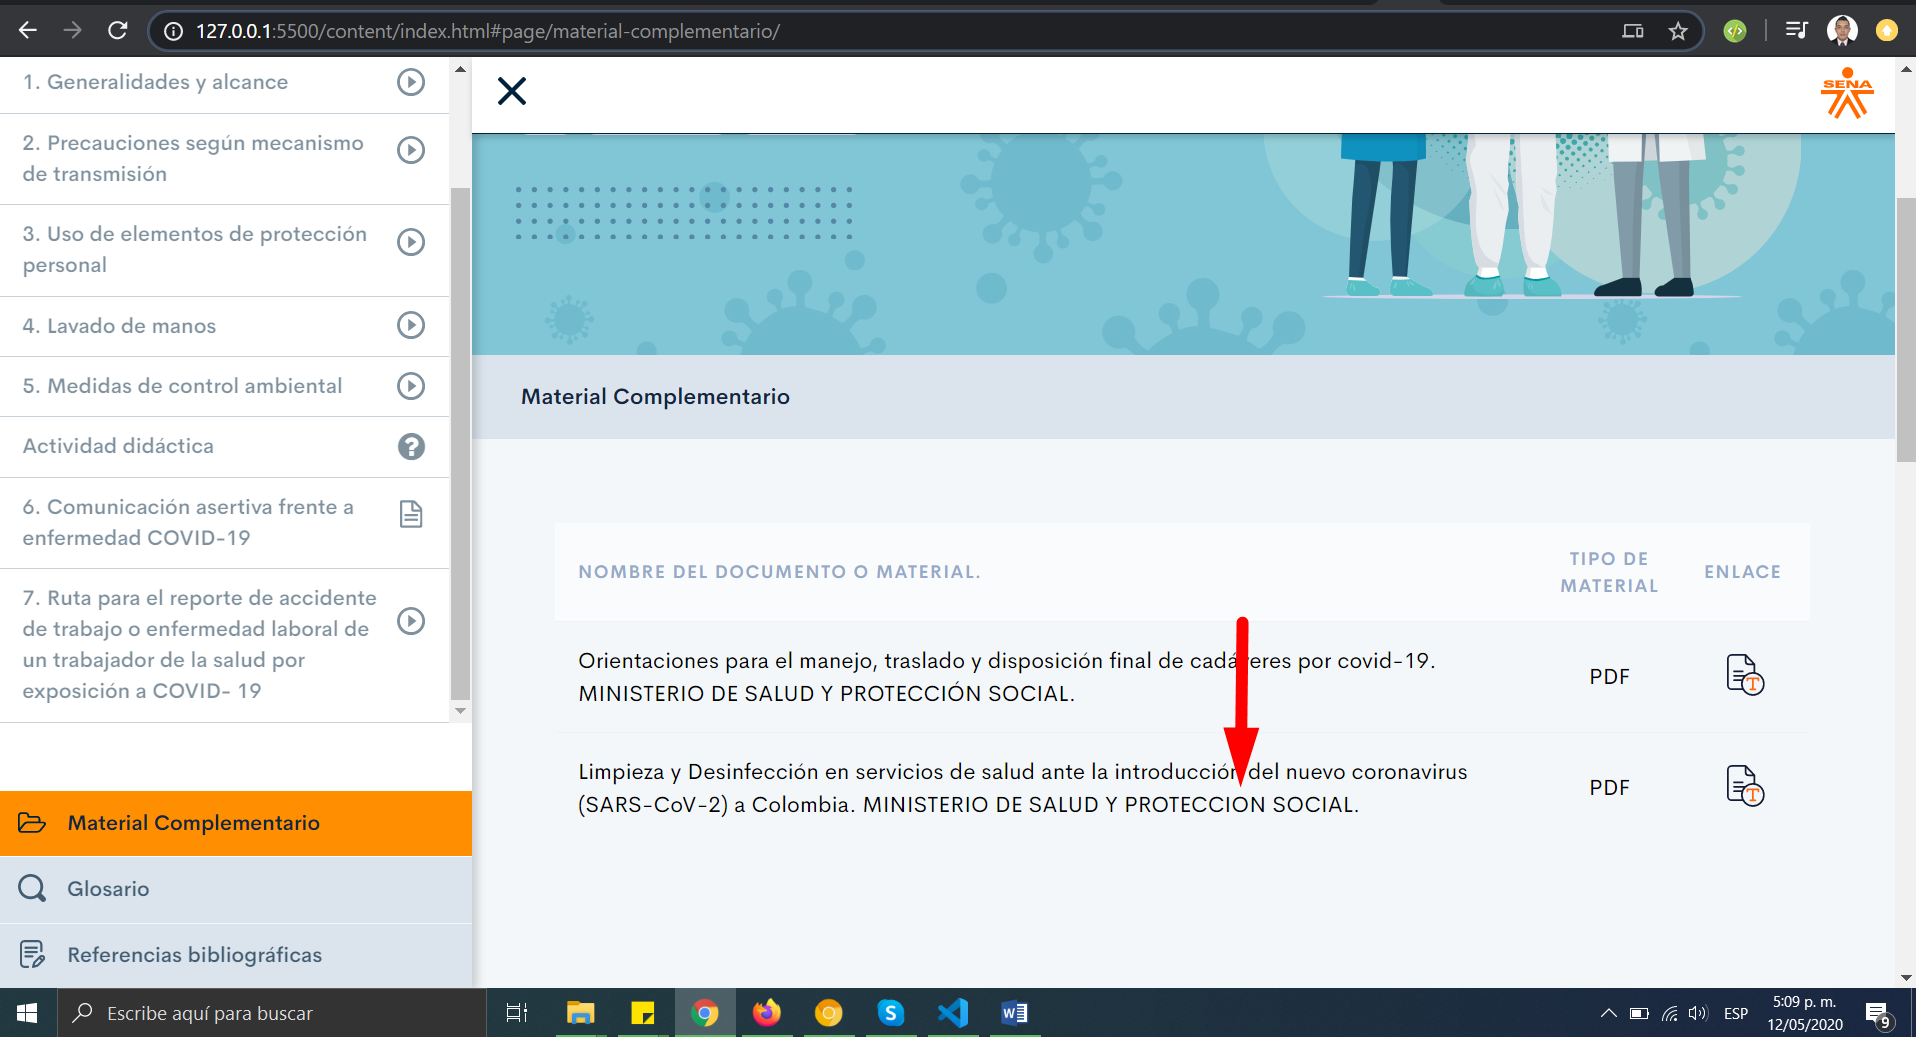 127.0.0.1:5500/content/index.html#page/material-complementario/
SENA
1. Generalidades y alcance
2. Precauciones según mecanismo
de transmisión
3. Uso de elementos de protección
personal
4. Lavado de manos
5. Medidas de control ambiental
Actividad didáctica
?
6. Comunicación asertiva frente a
enfermedad COVID-19
7. Ruta para el reporte de accidente
de trabajo o enfermedad laboral de
un trabajador de la salud por
exposición a COVID- 19
Material Complementario
Glosario
Referencias bibliográficas
Material Complementario
NOMBRE DEL DOCUMENTO O MATERIAL.
TIPO DE
MATERIAL
ENLACE
Orientaciones para el manejo, traslado y disposición final de cadáveres por covid-19.
MINISTERIO DE SALUD Y PROTECCIÓN SOCIAL.
PDF
T
Limpieza y Desinfección en servicios de salud ante la introducción del nuevo coronavirus
(SARS-CoV-2) a Colombia. MINISTERIO DE SALUD Y PROTECCION SOCIAL.
PDF
T
Escribe aquí para buscar
S
W
ESP
5:09 p. m.
12/05/2020
9